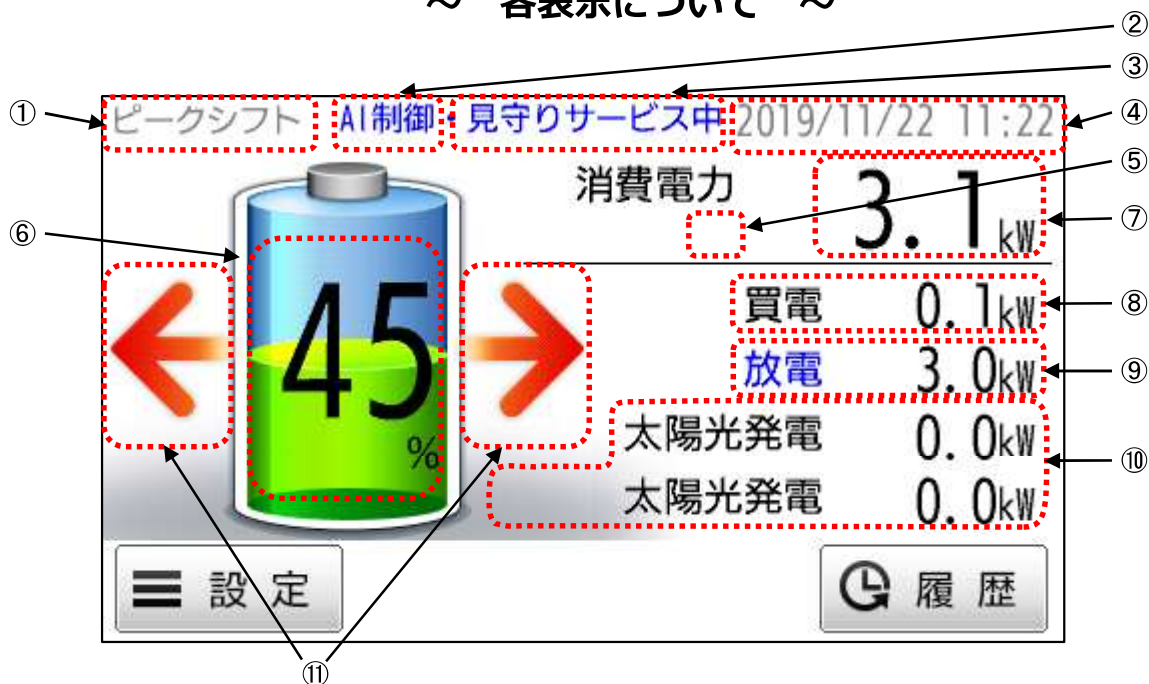 ～ 各表示について ～
②
③
① ピークシフト AI制御・見守りサービス中 2019/11/22 11:22 ④
⑤
消費電力 3.1kW ⑦
⑥
45%
買電 0.1kW ⑧
放電 3.0kW ⑨
太陽光発電 0.0kW
⑩
太陽光発電 0.0kW
設定 履歴
⑪